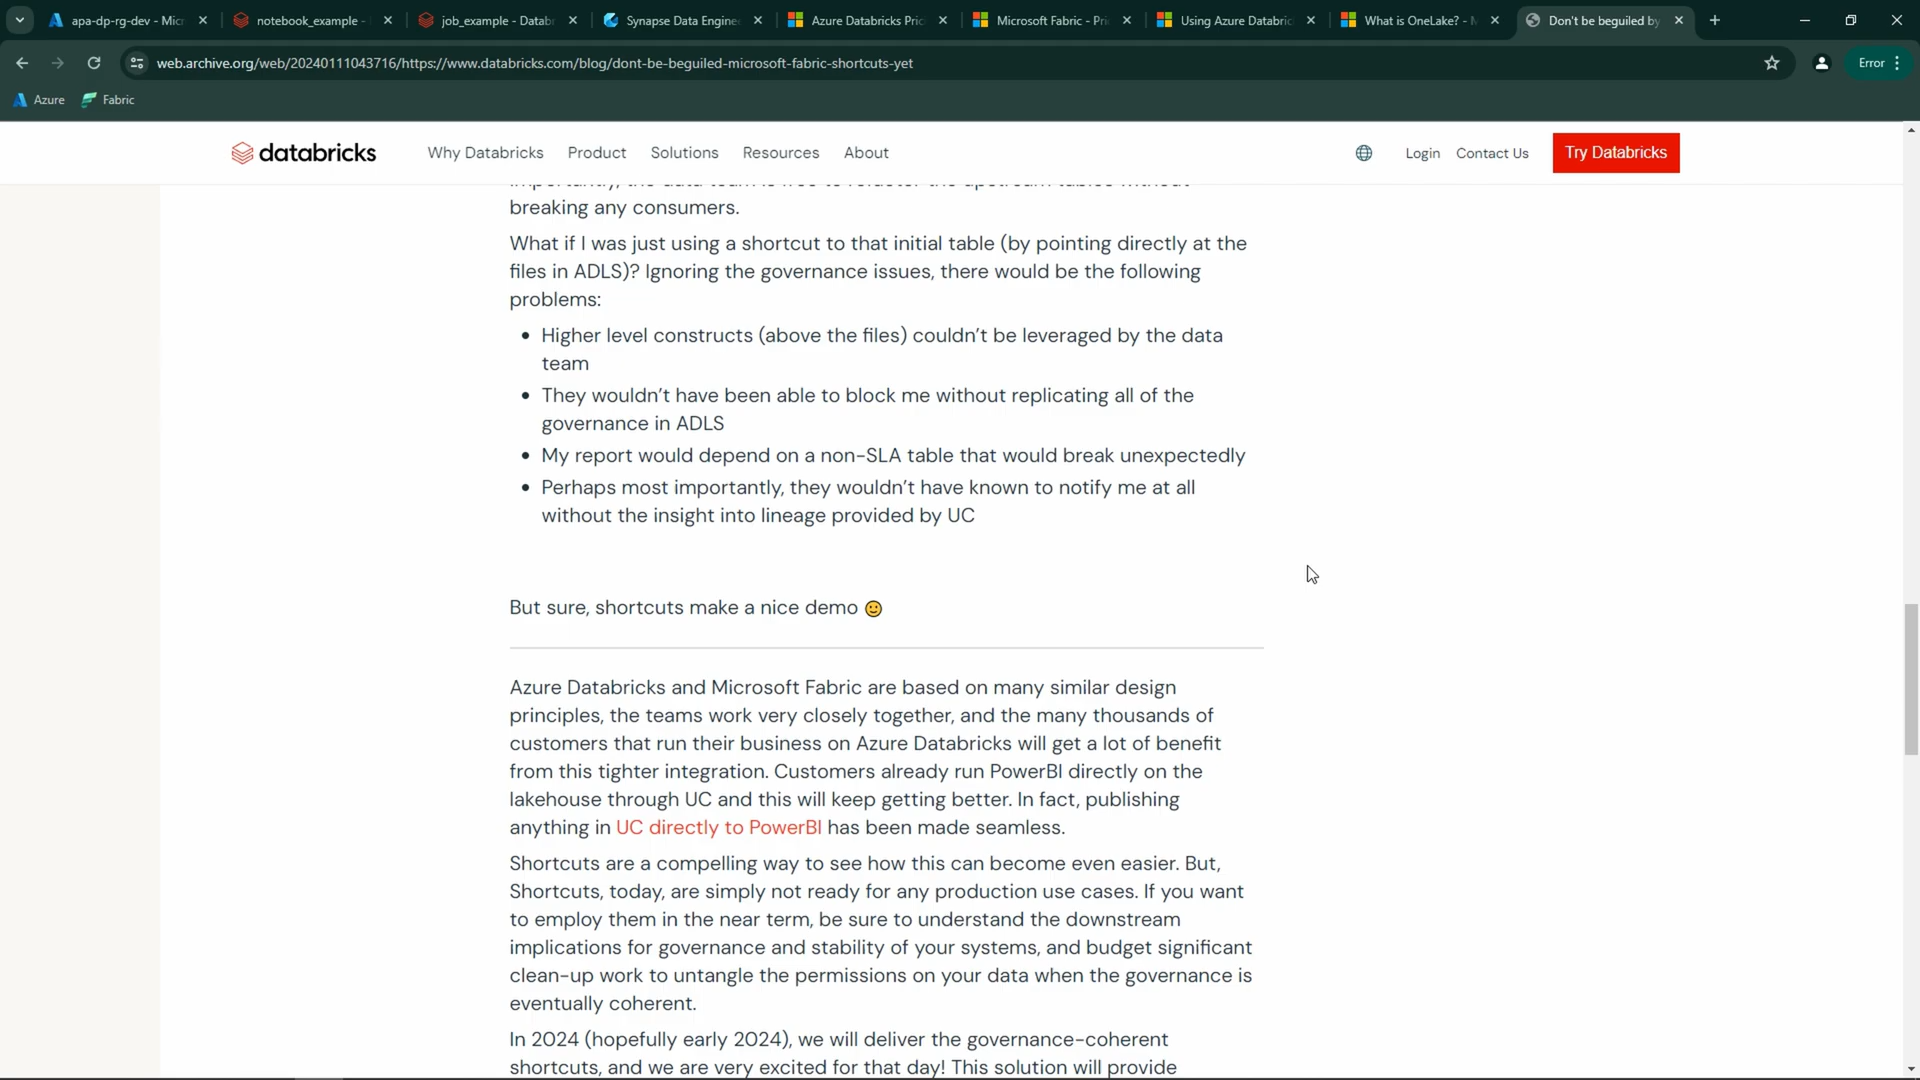 apa-dp-rg-dev - Micr
notebook_example -
job_example - Datab
Synapse Data Engine
Azure Databricks Pric
Microsoft Fabric - Pri
Using Azure Databric
What is OneLake? - M
Don't be beguiled by
web.archive.org/web/20240111043716/https://www.databricks.com/blog/dont-be-beguiled-microsoft-fabric-shortcuts-yet
Error
Azure
Fabric
databricks
Why Databricks
Product
Solutions
Resources
About
Login
Contact Us
Try Databricks
importantly, the data team is free to refactor the upstream tables without
breaking any consumers.
What if I was just using a shortcut to that initial table (by pointing directly at the
files in ADLS)? Ignoring the governance issues, there would be the following
problems:
• Higher level constructs (above the files) couldn't be leveraged by the data
team
• They wouldn't have been able to block me without replicating all of the
governance in ADLS
• My report would depend on a non-SLA table that would break unexpectedly
• Perhaps most importantly, they wouldn't have known to notify me at all
without the insight into lineage provided by UC
But sure, shortcuts make a nice demo 🙂
Azure Databricks and Microsoft Fabric are based on many similar design
principles, the teams work very closely together, and the many thousands of
customers that run their business on Azure Databricks will get a lot of benefit
from this tighter integration. Customers already run PowerBI directly on the
lakehouse through UC and this will keep getting better. In fact, publishing
anything in UC directly to PowerBI has been made seamless.
Shortcuts are a compelling way to see how this can become even easier. But,
Shortcuts, today, are simply not ready for any production use cases. If you want
to employ them in the near term, be sure to understand the downstream
implications for governance and stability of your systems, and budget significant
clean-up work to untangle the permissions on your data when the governance is
eventually coherent.
In 2024 (hopefully early 2024), we will deliver the governance-coherent
shortcuts, and we are very excited for that day! This solution will provide